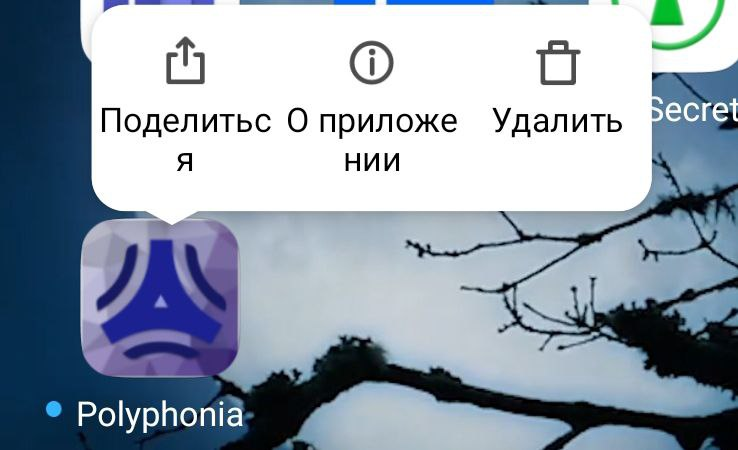 Поделитьс О приложе Удалить
я нии
Secret
Polyphonia